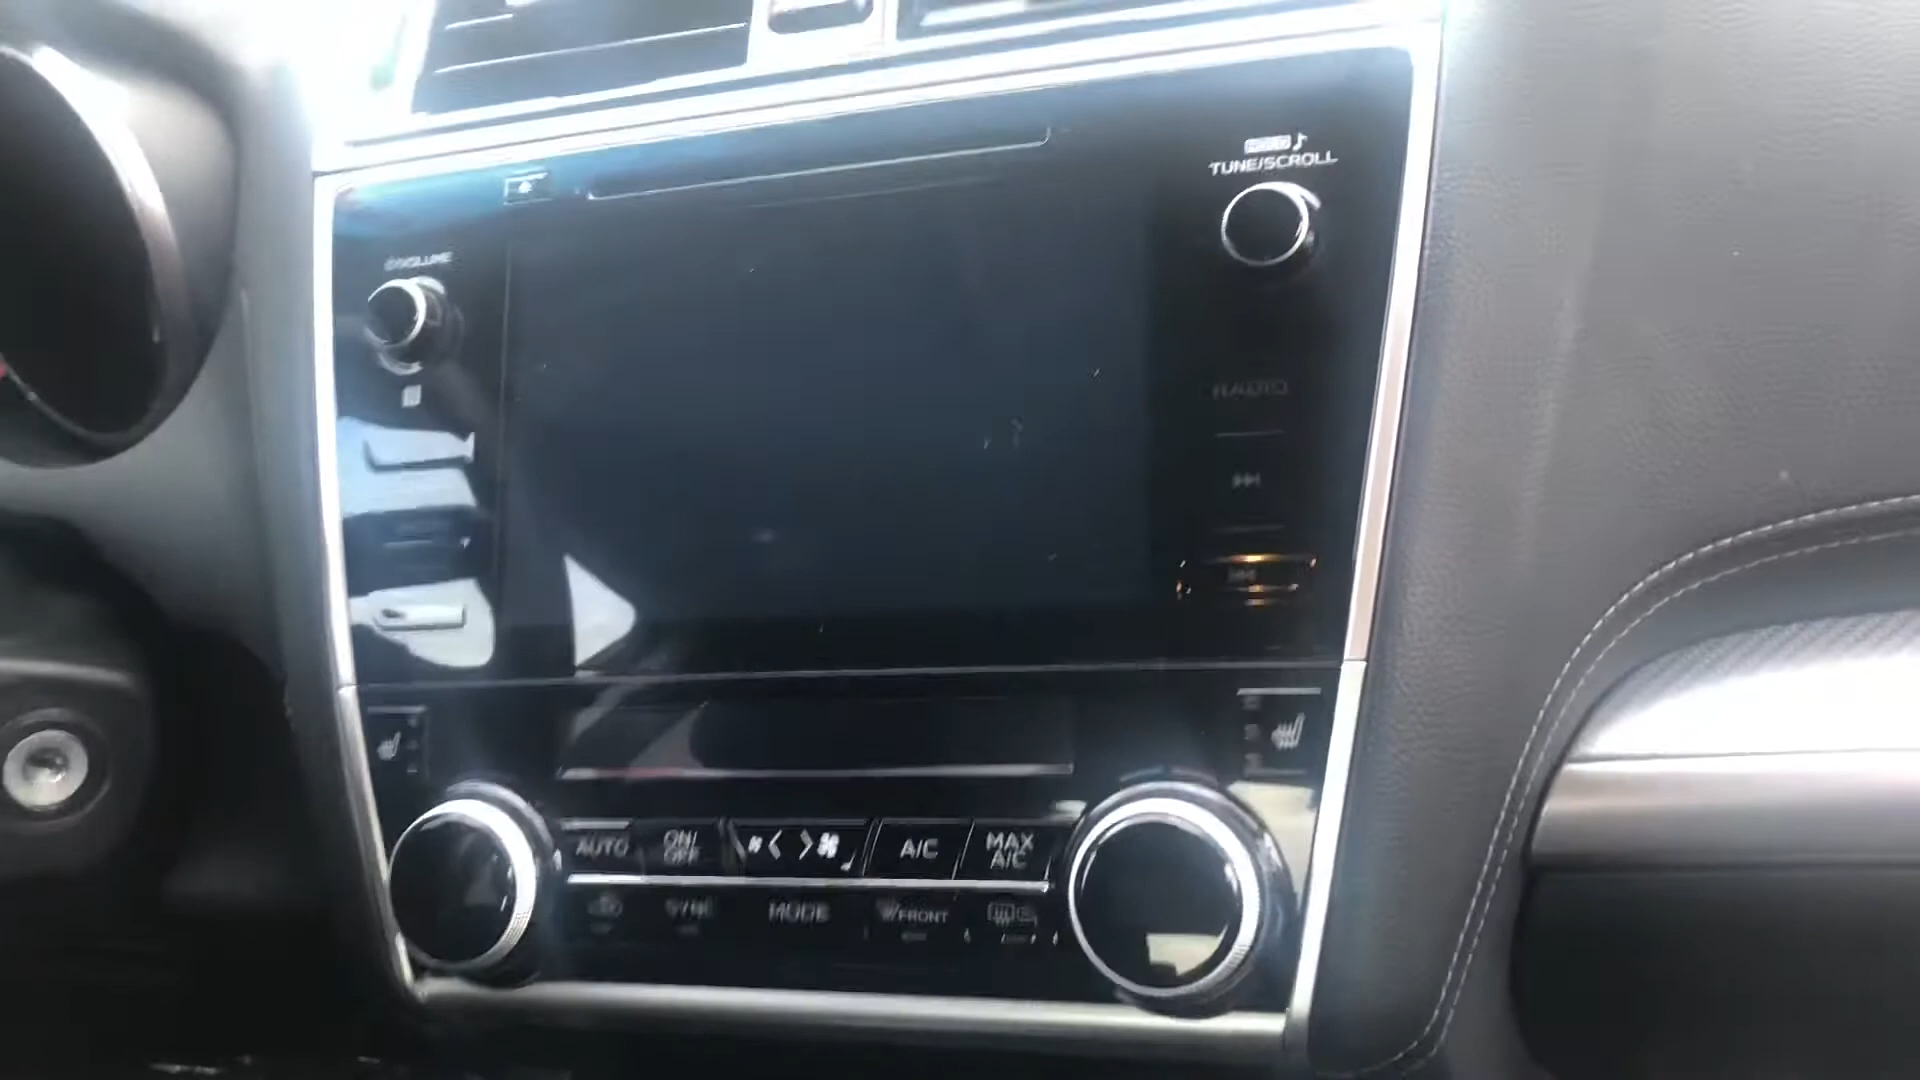 TUNE/SCROLL
VOLUME
RADIO
AUTO
ON/
OFF
A/C
MAX
A/C
SYNC
MODE
FRONT